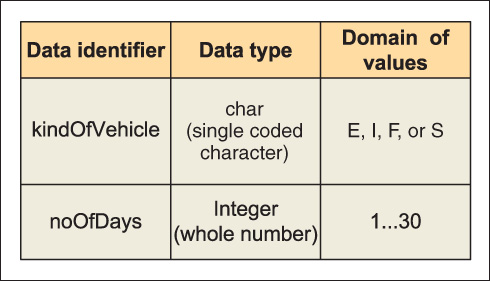 Data identifier
Data type
Domain of
values
kindOfVehicle
char
(single coded
character)
E, I, F, or S
noOfDays
Integer
(whole number)
1...30